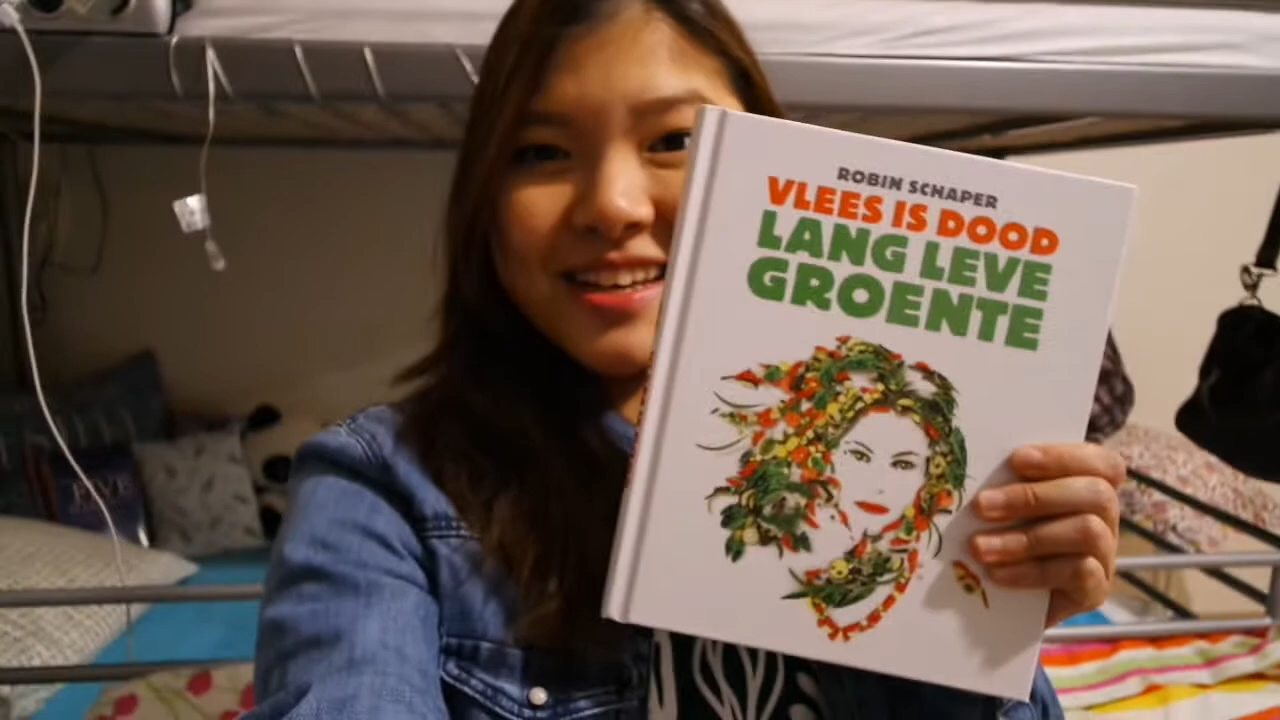 ROBIN SCHAPER
VLEES IS DOOD
LANG LEVE
GROENTE